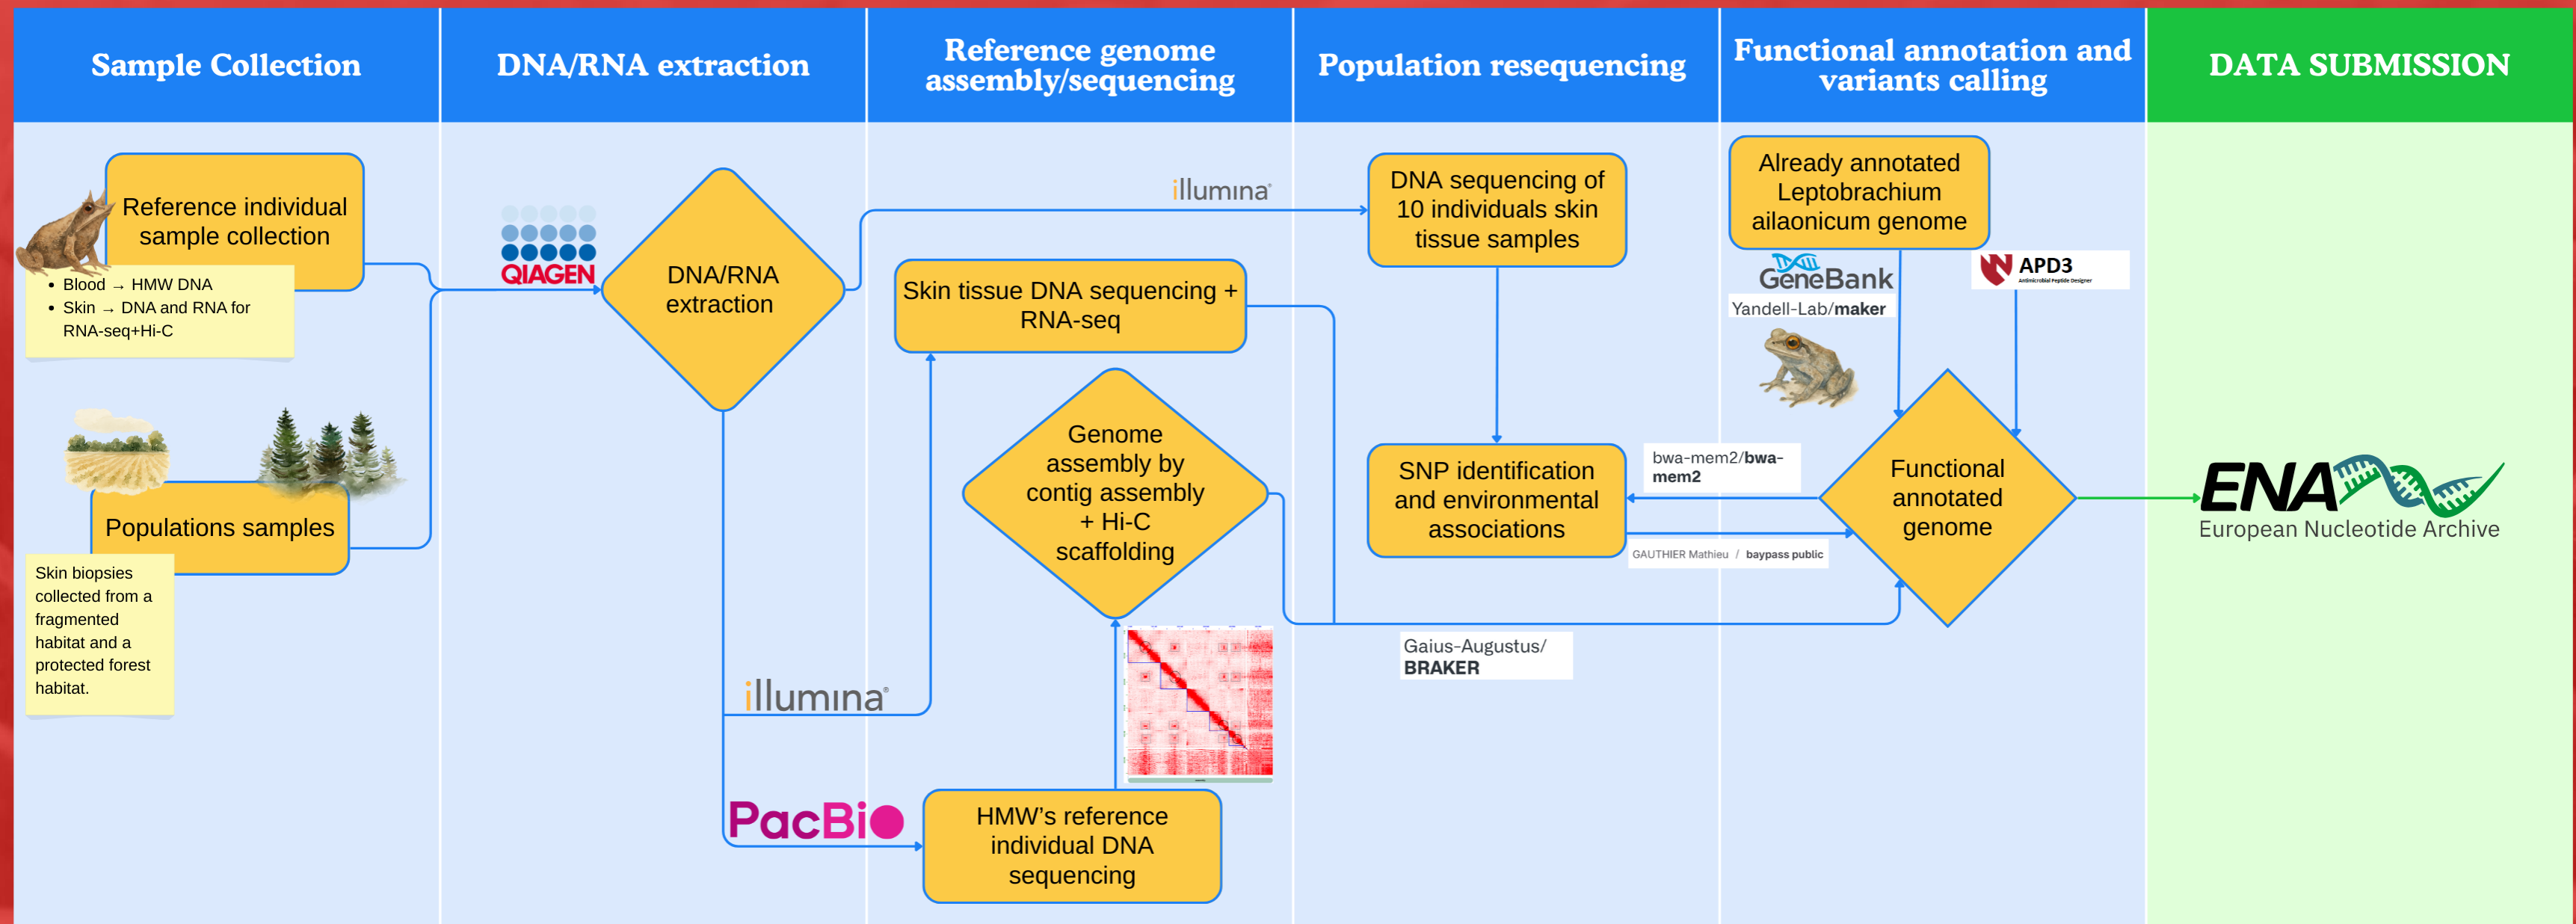 Sample Collection
DNA/RNA extraction
Reference genome
assembly/sequencing
Population resequencing
Functional annotation and
variants calling
DATA SUBMISSION
Reference individual
sample collection
• Blood → HMW DNA
• Skin → DNA and RNA for
RNA-seq+Hi-C
Populations samples
Skin biopsies
collected from a
fragmented
habitat and a
protected forest
habitat.
QIAGEN
DNA/RNA
extraction
illumına®
PacBio
illumına®
Skin tissue DNA sequencing +
RNA-seq
Genome
assembly by
contig assembly
+ Hi-C
scaffolding
HMW’s reference
individual DNA
sequencing
DNA sequencing of
10 individuals skin
tissue samples
SNP identification
and environmental
associations
bwa-mem2/bwa-
mem2
GAUTHIER Mathieu / baypass public
Gaius-Augustus/
BRAKER
Already annotated
Leptobrachium
ailaonicum genome
GeneBank
Yandell-Lab/maker
N
APD3
Antimicrobial Peptide Designer
Functional
annotated
genome
ENA
European Nucleotide Archive